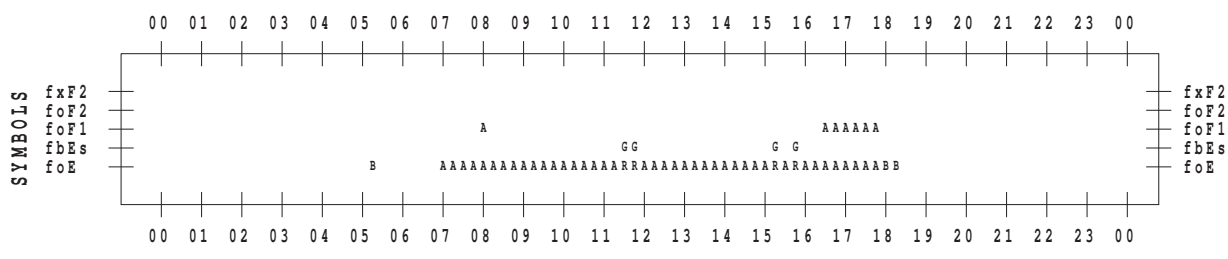 00 01 02 03 04 05 06 07 08 09 10 11 12 13 14 15 16 17 18 19 20 21 22 23 00
SYMBOLS
fxF2 fxF2
foF2 foF2
foF1 A AAAAAA foF1
fbEs GG G G fbEs
foE B AAAAAAAAAAAAAAAAAARRAAAAAAAAAAAAARARAAAAAAAABB foE
00 01 02 03 04 05 06 07 08 09 10 11 12 13 14 15 16 17 18 19 20 21 22 23 00